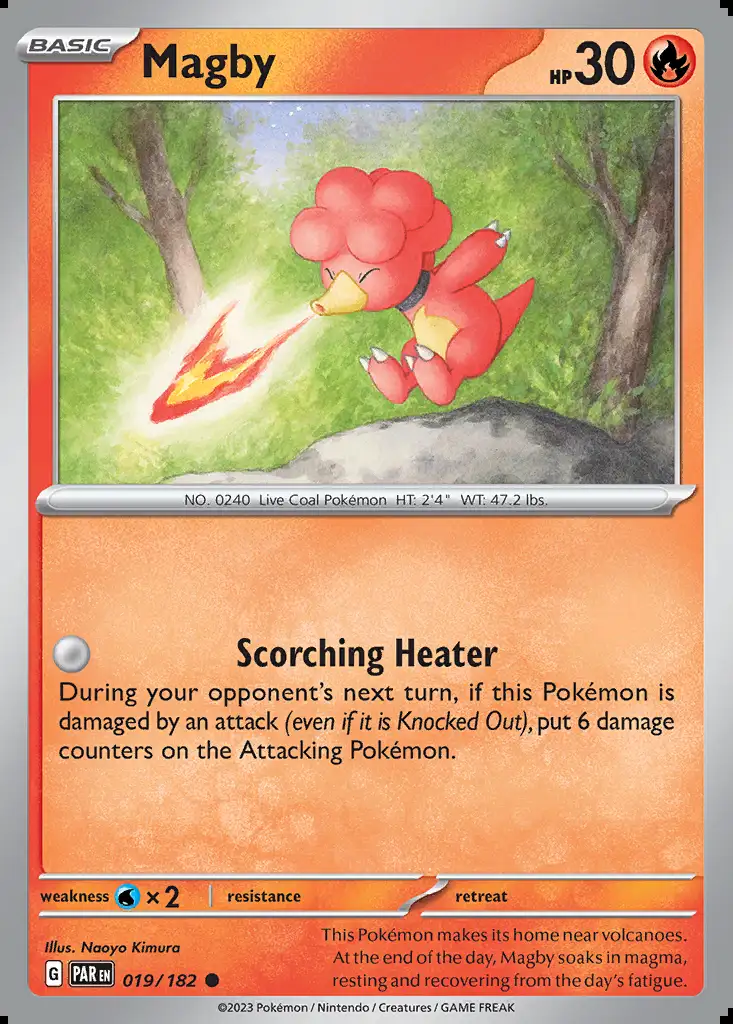 BASIC
Magby
HP 30
NO. 0240 Live Coal Pokémon HT: 2'4" WT: 47.2 lbs.
Scorching Heater
During your opponent's next turn, if this Pokémon is
damaged by an attack (even if it is Knocked Out), put 6 damage
counters on the Attacking Pokémon.
weakness ×2 resistance retreat
Illus. Naoyo Kimura
G PAR EN 019/182
This Pokémon makes its home near volcanoes.
At the end of the day, Magby soaks in magma,
resting and recovering from the day's fatigue.
©2023 Pokémon / Nintendo / Creatures / GAME FREAK